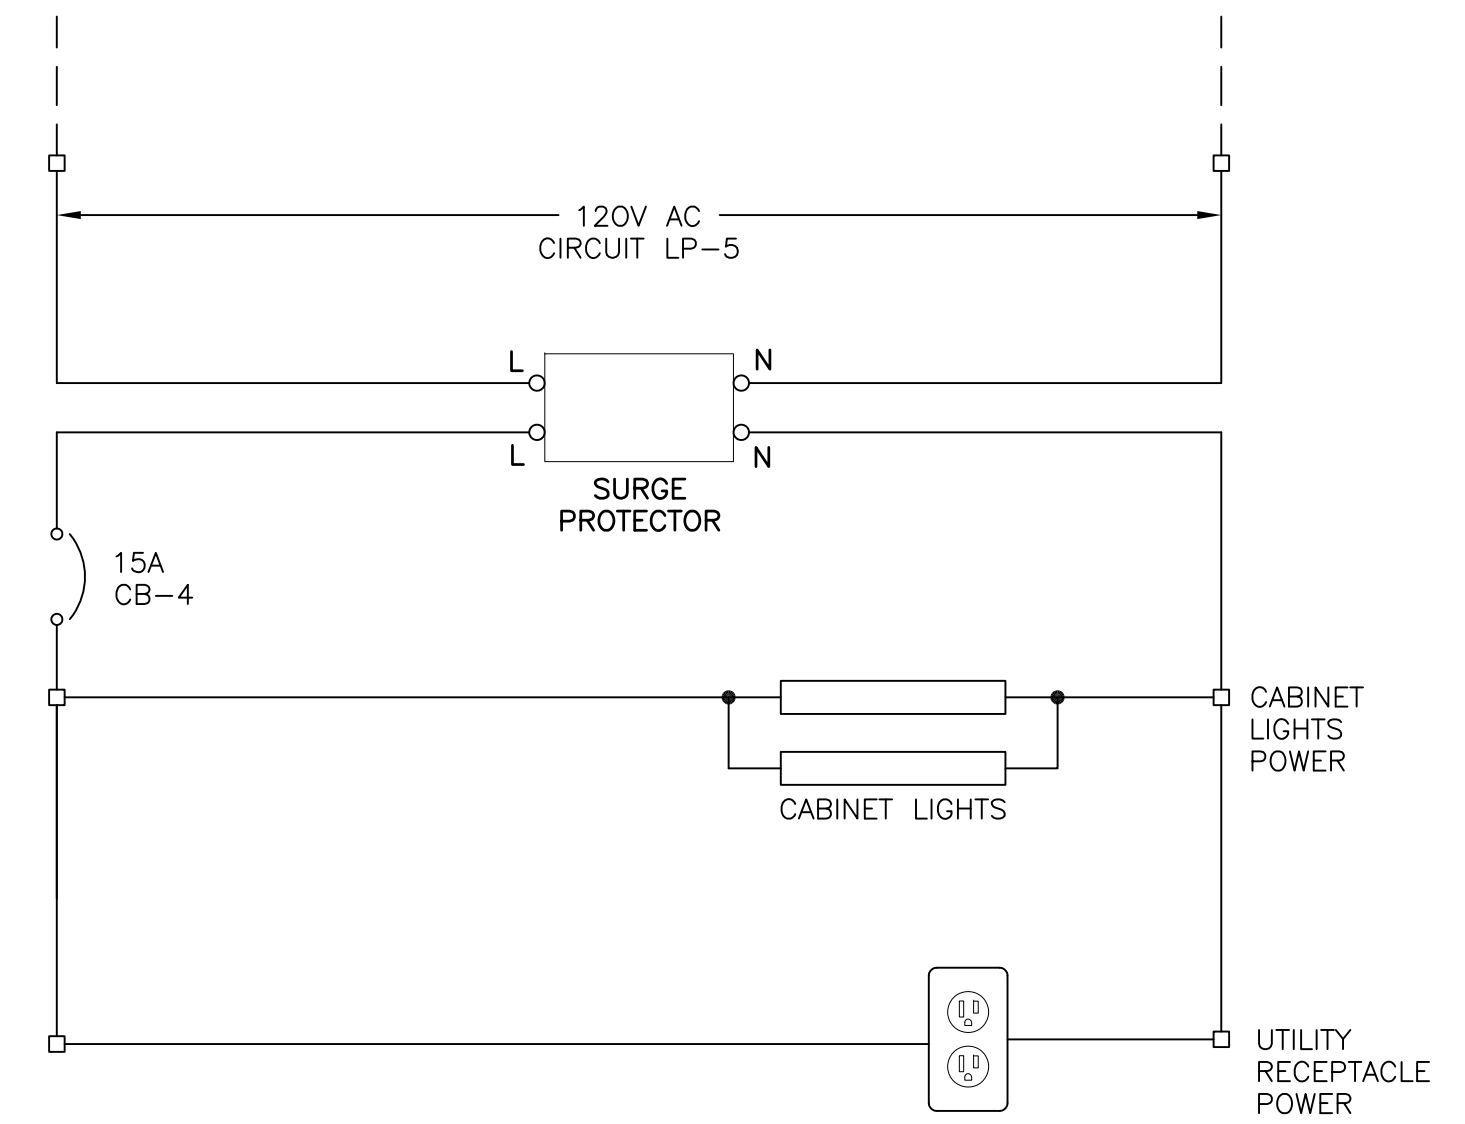 120V AC
CIRCUIT LP-5
L
N
L
N
SURGE
PROTECTOR
15A
CB-4
CABINET
LIGHTS
POWER
CABINET LIGHTS
UTILITY
RECEPTACLE
POWER